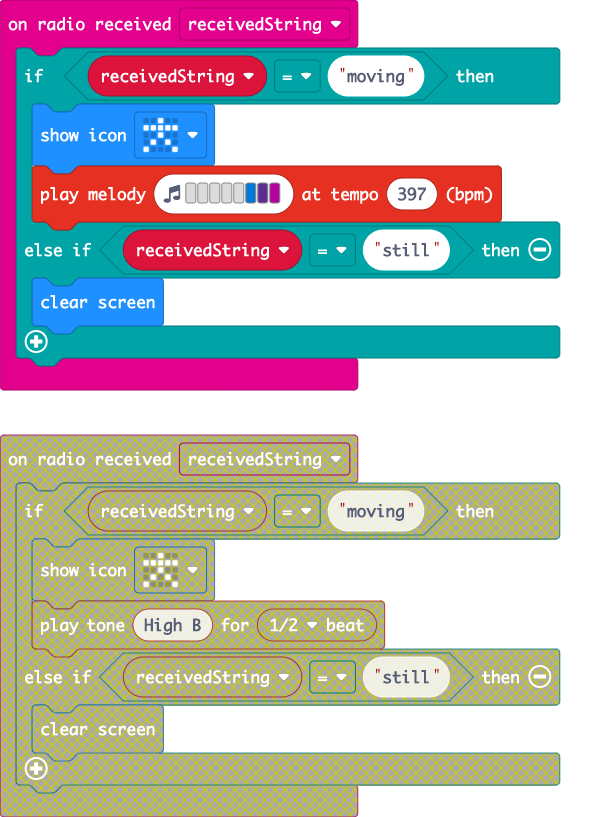 on radio received receivedString
if receivedString = "moving" then
show icon
play melody at tempo 397 (bpm)
else if receivedString = "still" then
clear screen
on radio received receivedString
if receivedString = "moving" then
show icon
play tone High B for 1/2 beat
else if receivedString = "still" then
clear screen